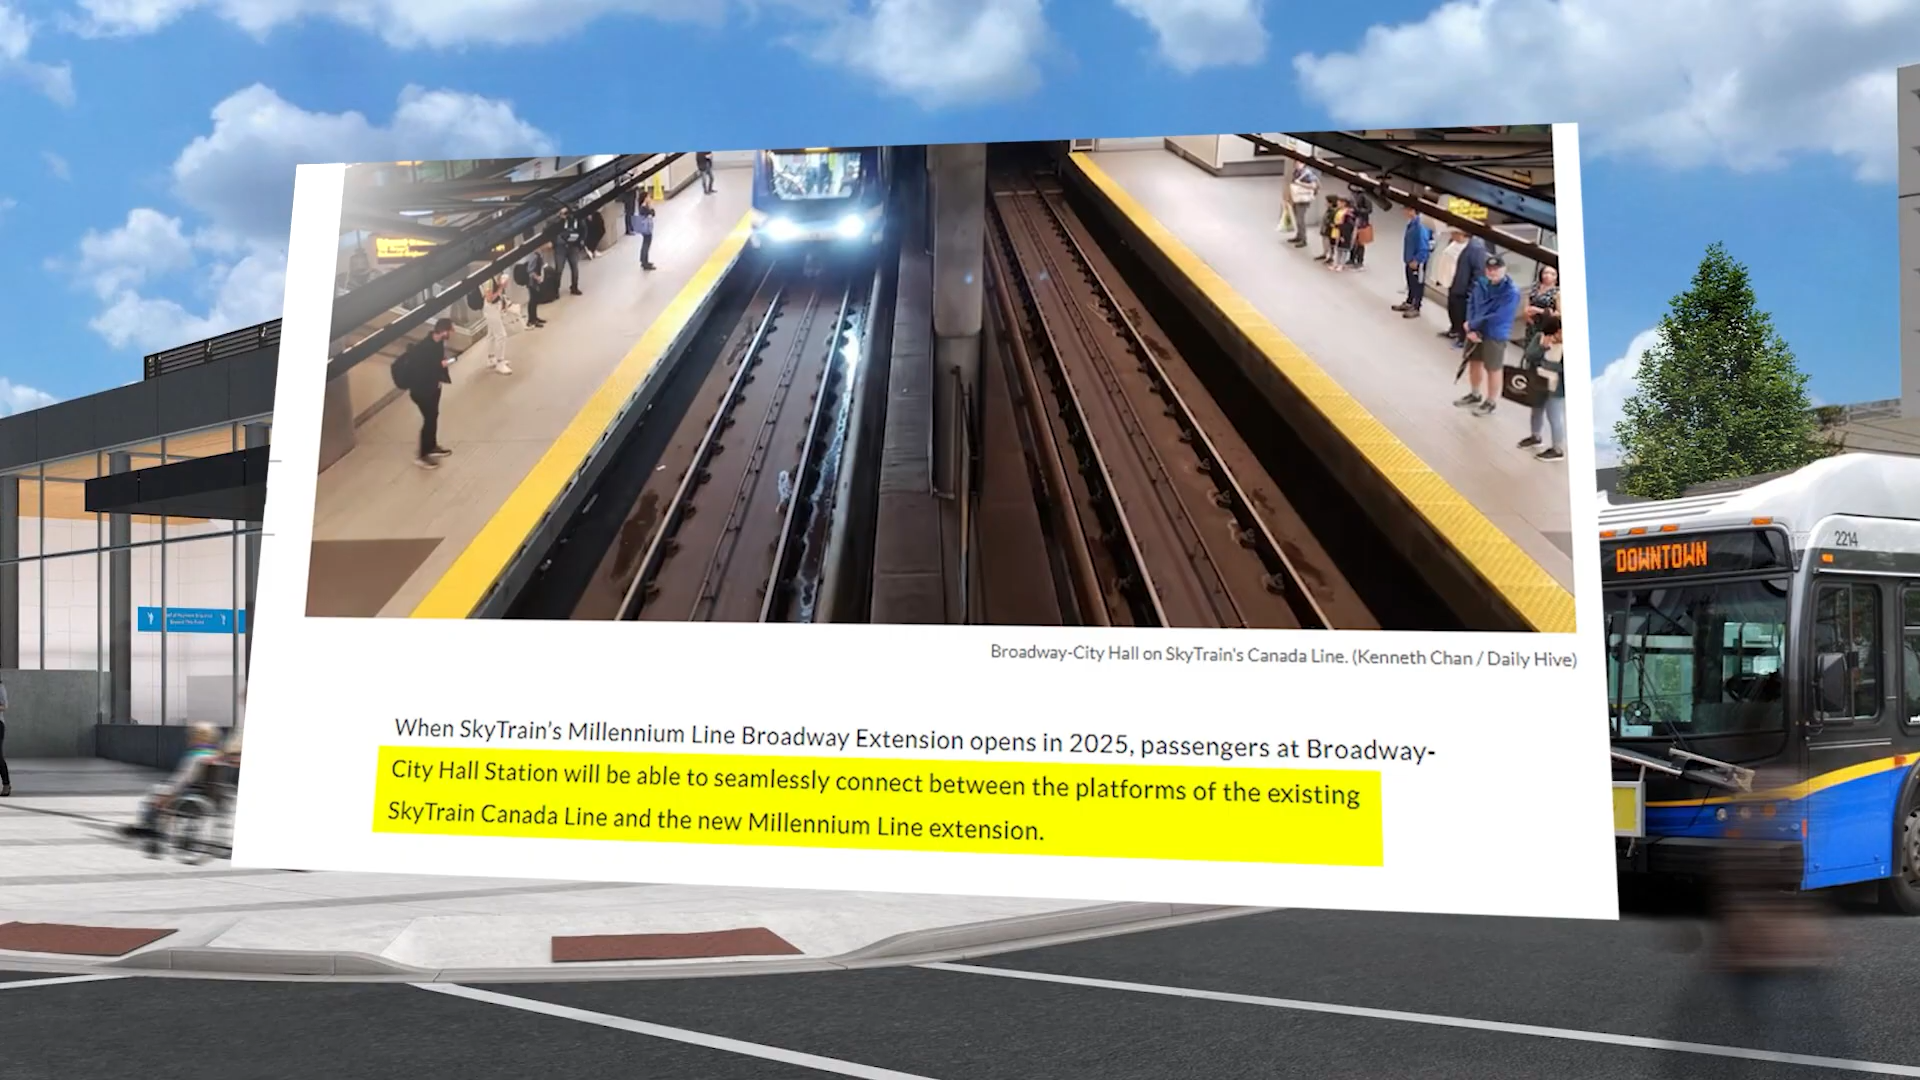 2214
DOWNTOWN
Broadway-City Hall on SkyTrain's Canada Line. (Kenneth Chan / Daily Hive)
When SkyTrain's Millennium Line Broadway Extension opens in 2025, passengers at Broadway-
City Hall Station will be able to seamlessly connect between the platforms of the existing
SkyTrain Canada Line and the new Millennium Line extension.